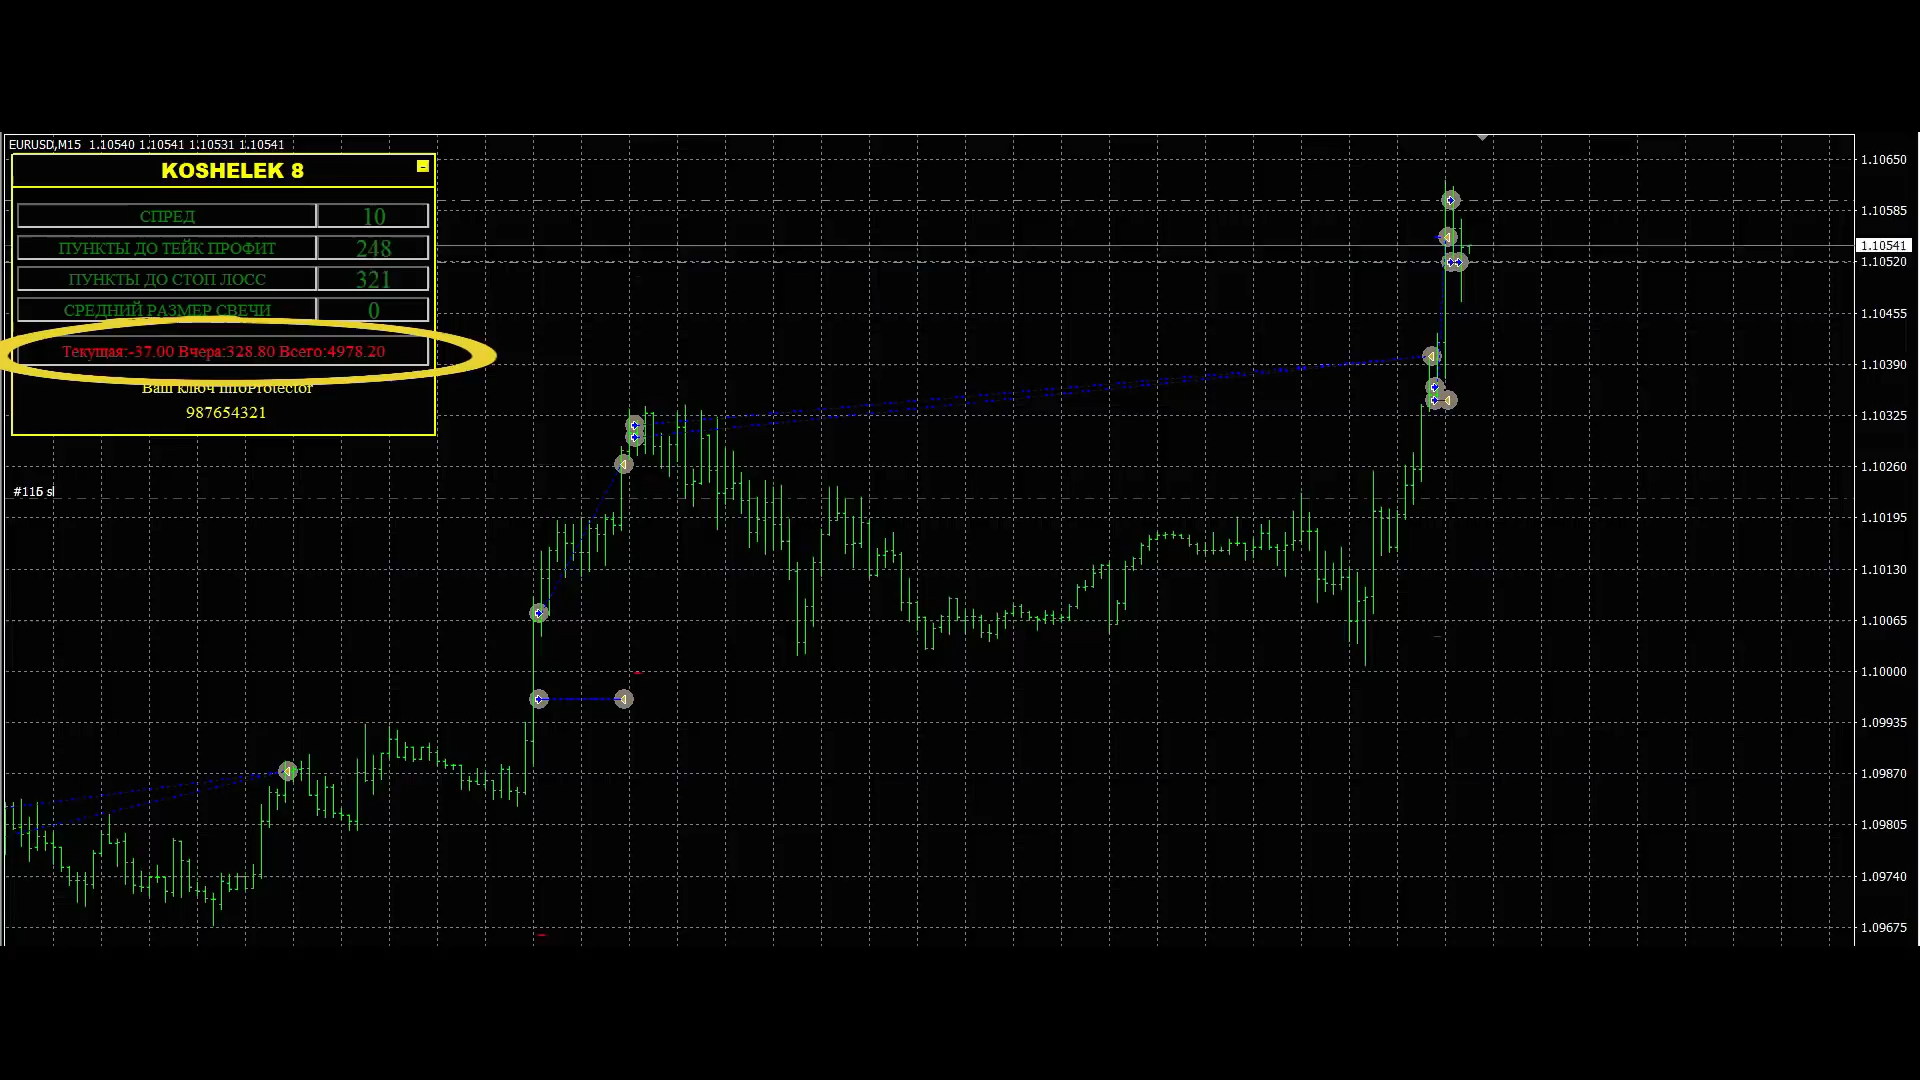 EURUSD,M15 1.10540 1.10541 1.10531 1.10541
KOSHELEK 8
СПРЕД 10
ПУНКТЫ ДО ТЕЙК ПРОФИТ 248
ПУНКТЫ ДО СТОП ЛОСС 321
СРЕДНИЙ РАЗМЕР СВЕЧИ 0
Текущая:-37.00 Вчера:328.80 Всего:4978.20
Ваш ключ InfoProtector
987654321
sl
1.10650
1.10585
1.10541
1.10520
1.10455
1.10390
1.10325
1.10260
1.10195
1.10130
1.10065
1.10000
1.09935
1.09870
1.09805
1.09740
1.09675